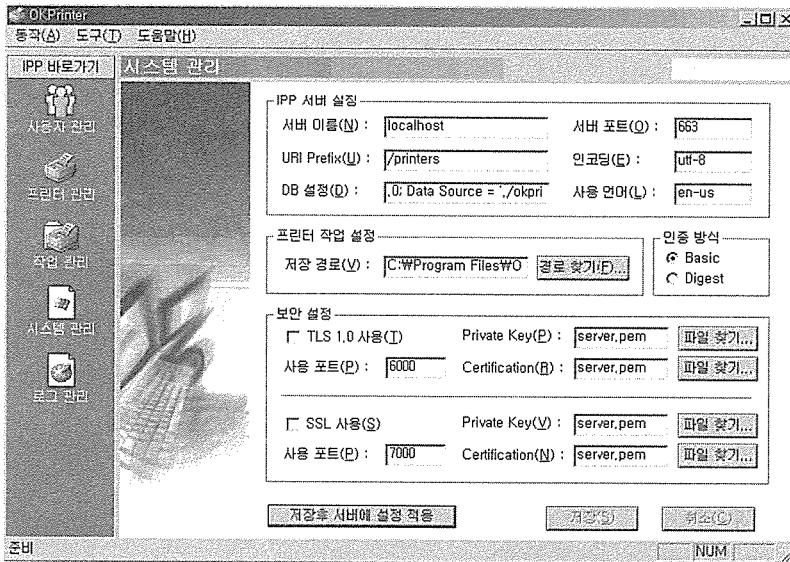 OKPrinter
동작(A) 도구(T) 도움말(H)
IPP 바로가기
시스템 관리
사용자 관리
프린터 관리
작업 관리
시스템 관리
로그 관리
IPP 서버 설정
서버 이름(N) : localhost 서버 포트(O) : 663
URI Prefix(U) : /printers 인코딩(E) : utf-8
DB 설정(D) : .0; Data Source = './okpri 사용 언어(L) : en-us
프린터 작업 설정
저장 경로(V) : C:₩Program Files₩O 경로 찾기(F)...
인증 방식
Basic
Digest
보안 설정
TLS 1.0 사용(T) Private Key(P) : server.pem 파일 찾기...
사용 포트(P) : 6000 Certification(R) : server.pem 파일 찾기...
SSL 사용(S) Private Key(V) : server.pem 파일 찾기...
사용 포트(P) : 7000 Certification(N) : server.pem 파일 찾기...
저장후 서버에 설정 적용 저장(S) 취소(C)
준비 NUM